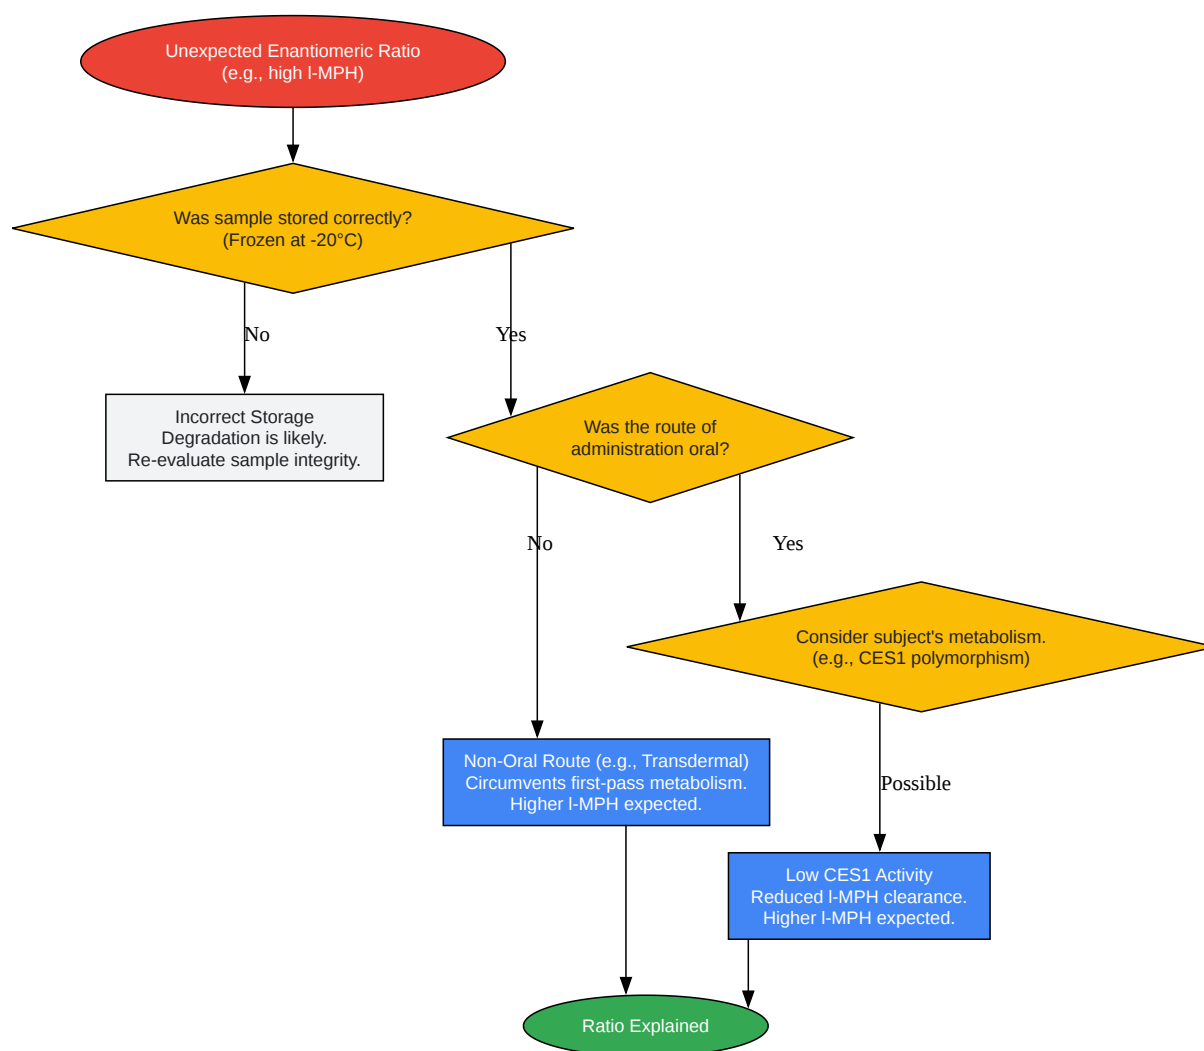 Unexpected Enantiomeric Ratio
(e.g., high l-MPH)
Was sample stored correctly?
(Frozen at -20°C)
No
Yes
Incorrect Storage
Degradation is likely.
Re-evaluate sample integrity.
Was the route of
administration oral?
No
Yes
Consider subject's metabolism.
(e.g., CES1 polymorphism)
Non-Oral Route (e.g., Transdermal)
Circumvents first-pass metabolism.
Higher l-MPH expected.
Possible
Low CES1 Activity
Reduced l-MPH clearance.
Higher l-MPH expected.
Ratio Explained